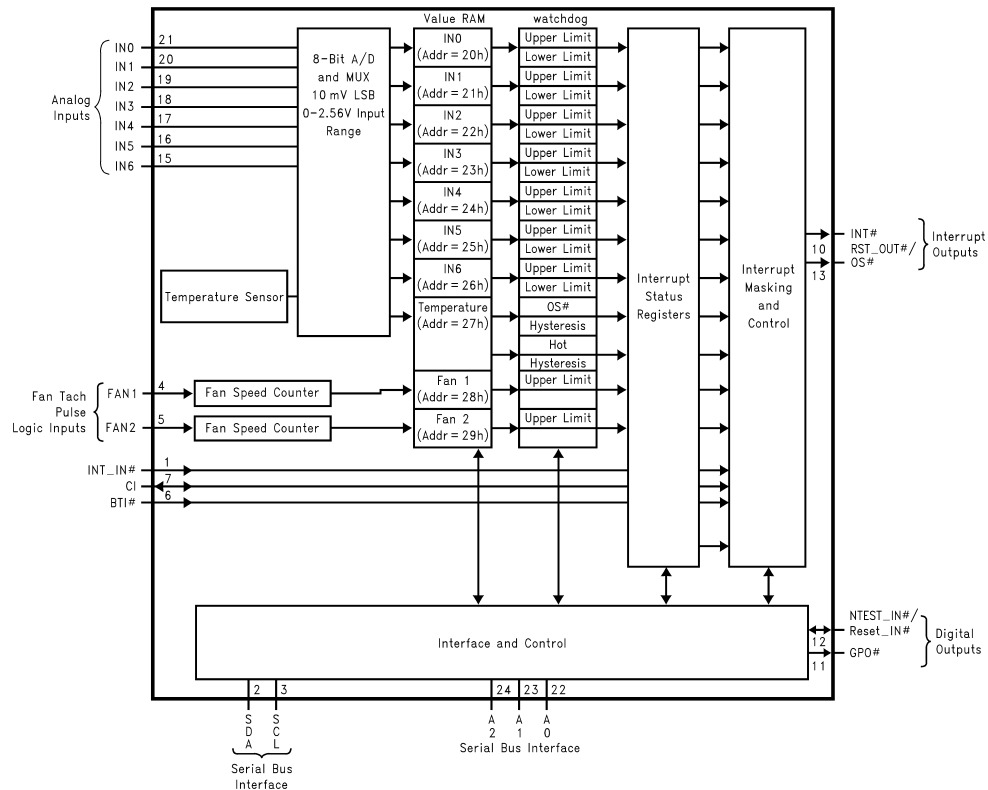 Value RAM
watchdog
Analog
Inputs
IN0
21
IN1
20
IN2
19
IN3
18
IN4
17
IN5
16
IN6
15
8-Bit A/D
and MUX
10 mV LSB
0-2.56V Input
Range
Temperature Sensor
IN0
(Addr = 20h)
IN1
(Addr = 21h)
IN2
(Addr = 22h)
IN3
(Addr = 23h)
IN4
(Addr = 24h)
IN5
(Addr = 25h)
IN6
(Addr = 26h)
Temperature
(Addr = 27h)
Fan 1
(Addr = 28h)
Fan 2
(Addr = 29h)
Upper Limit
Lower Limit
Upper Limit
Lower Limit
Upper Limit
Lower Limit
Upper Limit
Lower Limit
Upper Limit
Lower Limit
Upper Limit
Lower Limit
Upper Limit
Lower Limit
OS#
Hysteresis
Hot
Hysteresis
Upper Limit
Upper Limit
Interrupt
Status
Registers
Interrupt
Masking
and
Control
INT#
10
RST_OUT#/
OS#
13
Interrupt
Outputs
Fan Tach
Pulse
Logic Inputs
FAN1
4
Fan Speed Counter
FAN2
5
Fan Speed Counter
INT_IN#
1
CI
7
BTI#
6
Interface and Control
NTEST_IN#/
Reset_IN#
12
GPO#
11
Digital
Outputs
2
3
24
23
22
SDA
SCL
A2
A1
A0
Serial Bus Interface
Serial Bus
Interface